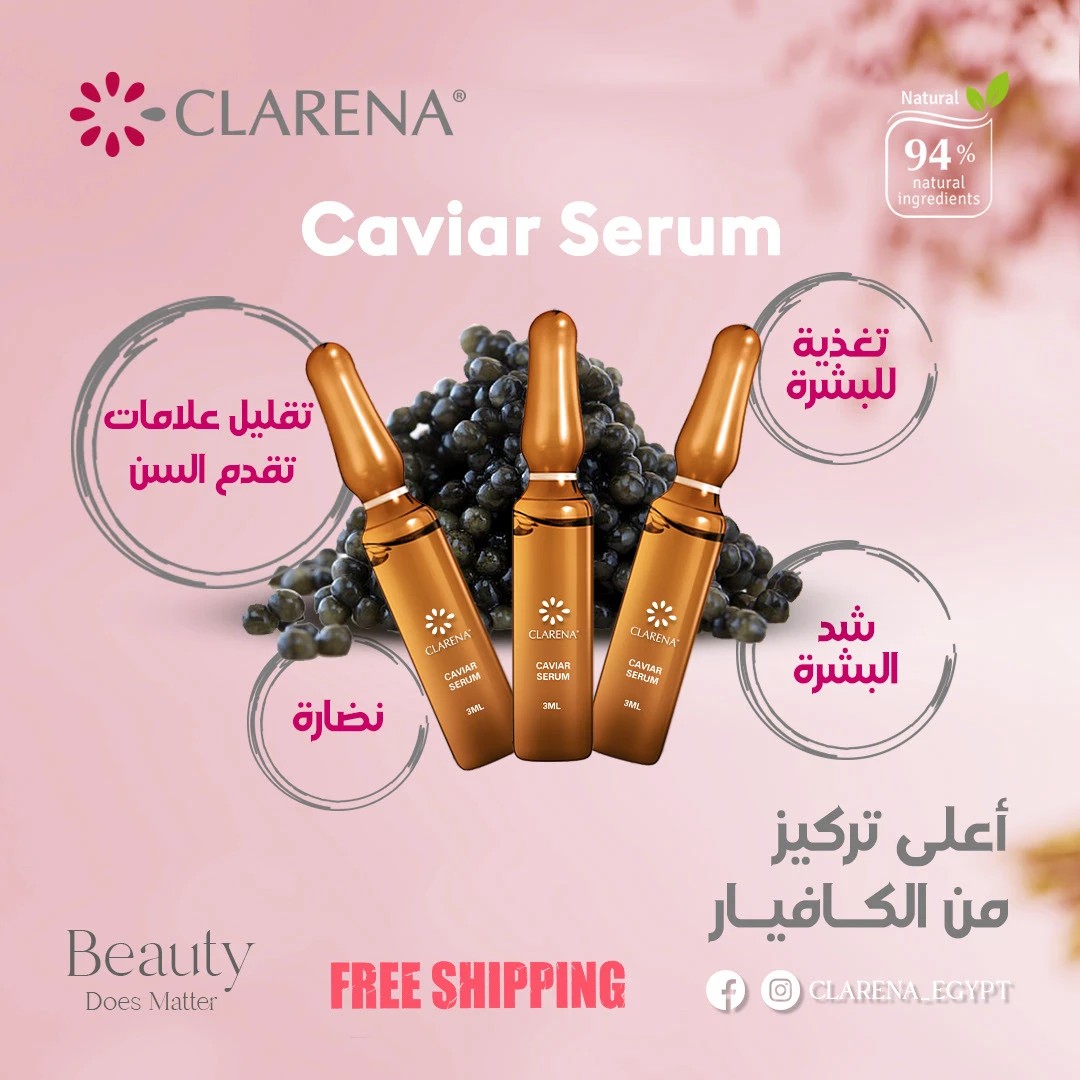 CLARENA®
Natural
94%
natural
ingredients
Caviar Serum
تقليل علامات
تقدم السن
تغذية
للبشرة
شد
البشرة
نضارة
CLARENA
CAVIAR
SERUM
3ML
CLARENA
CAVIAR
SERUM
3ML
CLARENA
CAVIAR
SERUM
3ML
أعلى تركيز
من الكافيار
Beauty
Does Matter
FREE SHIPPING
CLARENA_EGYPT